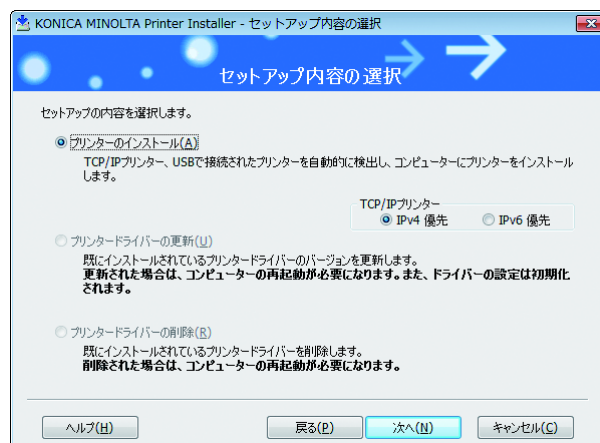 KONICA MINOLTA Printer Installer - セットアップ内容の選択
セットアップ内容の選択
セットアップの内容を選択します。
プリンターのインストール(A)
TCP/IPプリンター、USBで接続されたプリンターを自動的に検出し、コンピューターにプリンターをインストール
します。
TCP/IPプリンター
IPv4 優先
IPv6 優先
プリンタードライバーの更新(U)
既にインストールされているプリンタードライバーのバージョンを更新します。
更新された場合は、コンピューターの再起動が必要になります。また、ドライバーの設定は初期化
されます。
プリンタードライバーの削除(R)
既にインストールされているプリンタードライバーを削除します。
削除された場合は、コンピューターの再起動が必要になります。
ヘルプ(H)
戻る(P)
次へ(N)
キャンセル(C)